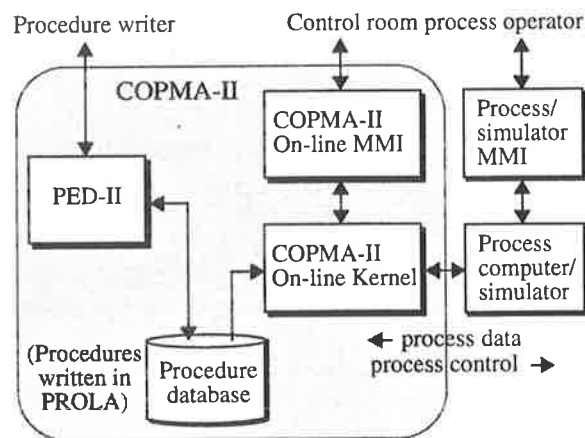 Procedure writer
Control room process operator
COPMA-II
COPMA-II
On-line MMI
Process/
simulator
MMI
PED-II
COPMA-II
On-line Kernel
Process
computer/
simulator
(Procedures
written in
PROLA)
Procedure
database
process data
process control